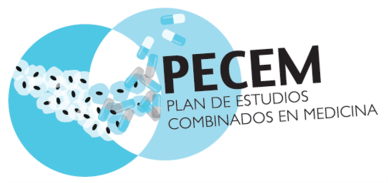 PECEM
PLAN DE ESTUDIOS
COMBINADOS EN MEDICINA